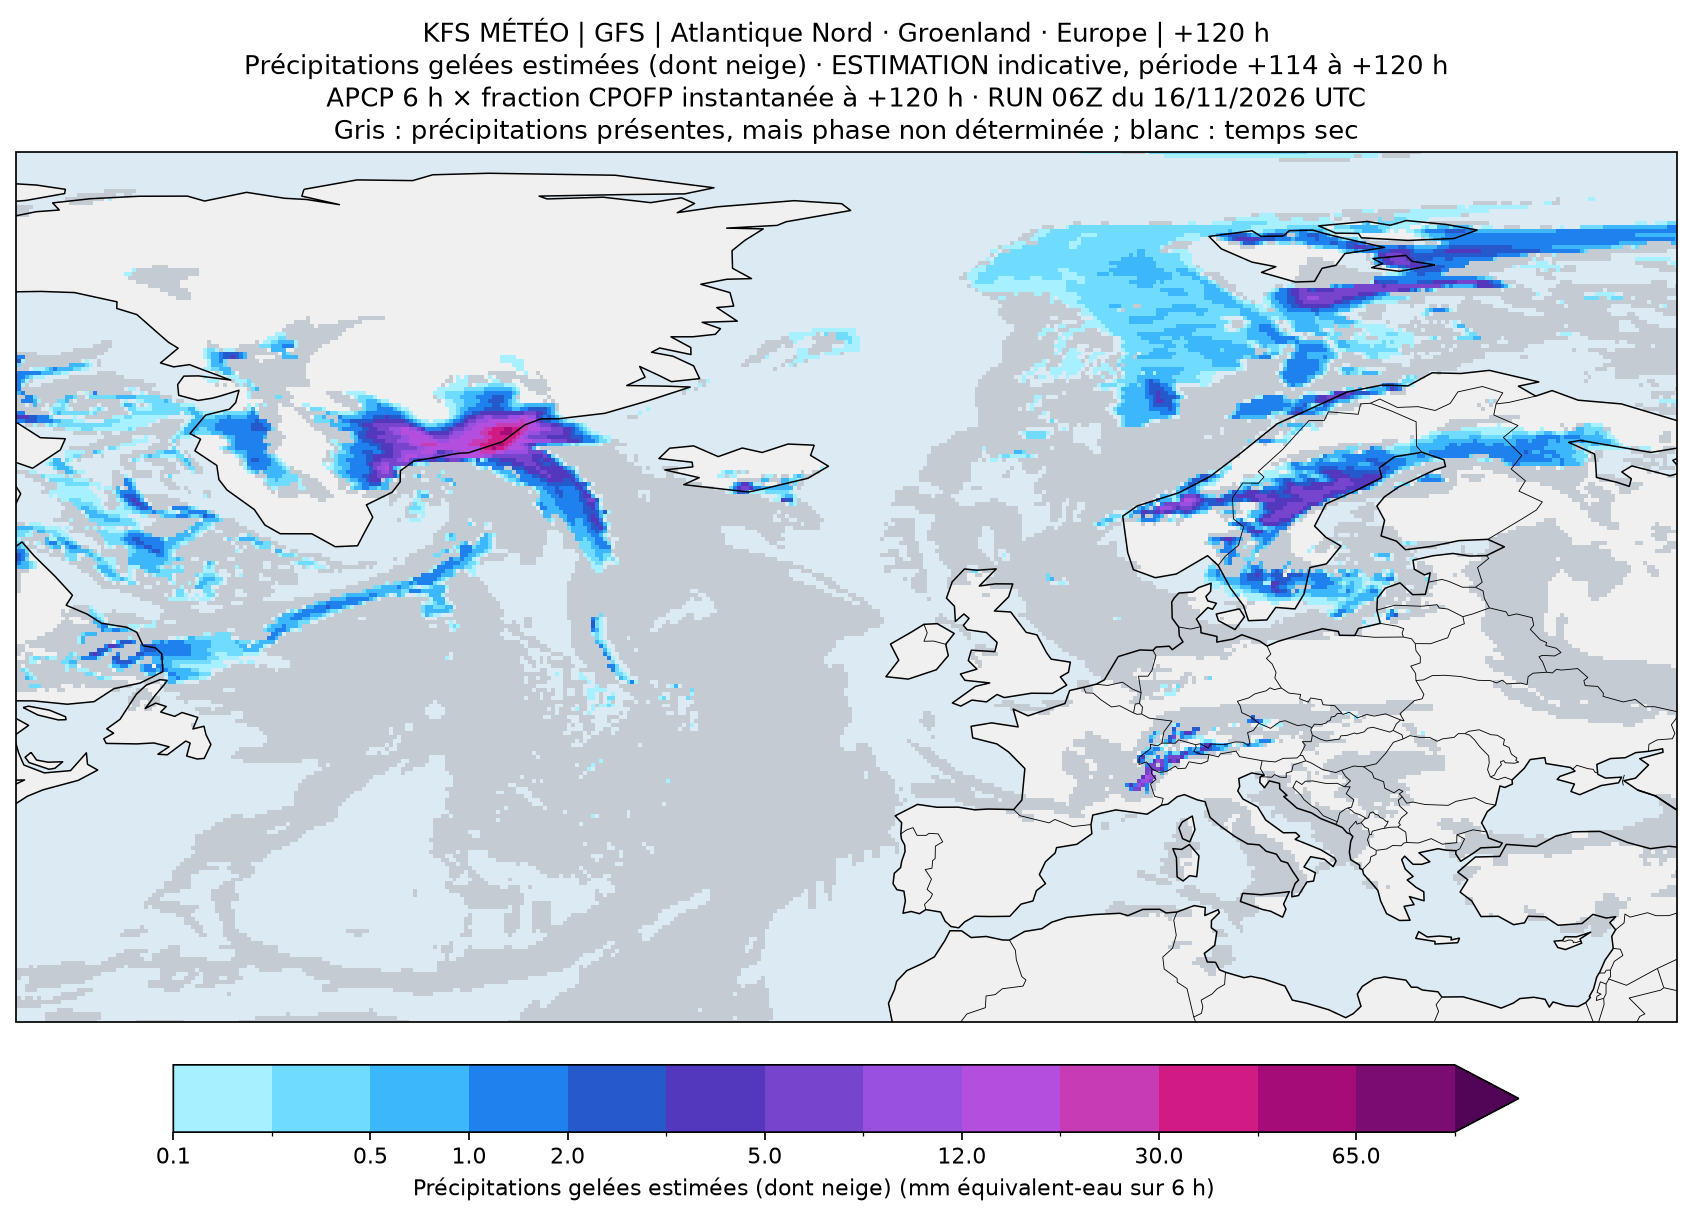 KFS MÉTÉO | GFS | Atlantique Nord · Groenland · Europe | +120 h
Précipitations gelées estimées (dont neige) · ESTIMATION indicative, période +114 à +120 h
APCP 6 h × fraction CPOFP instantanée à +120 h · RUN 06Z du 16/11/2026 UTC
Gris : précipitations présentes, mais phase non déterminée ; blanc : temps sec
0.1 0.5 1.0 2.0 5.0 12.0 30.0 65.0
Précipitations gelées estimées (dont neige) (mm équivalent-eau sur 6 h)